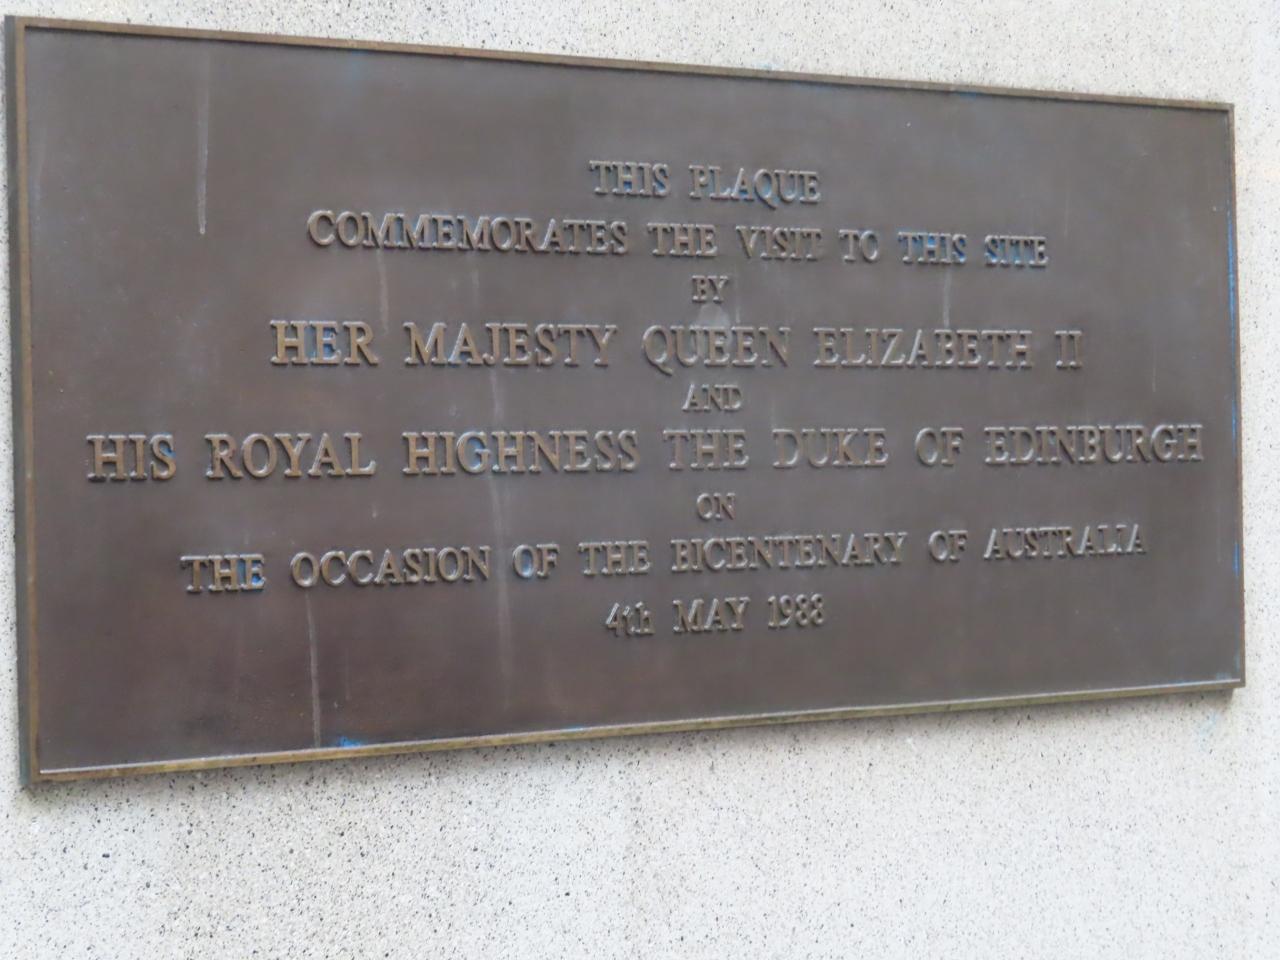 THIS PLAQUE
COMMEMORATES THE VISIT TO THIS SITE
BY
HER MAJESTY QUEEN ELIZABETH II
AND
HIS ROYAL HIGHNESS THE DUKE OF EDINBURGH
ON
THE OCCASION OF THE BICENTENARY OF AUSTRALIA
4th MAY 1988